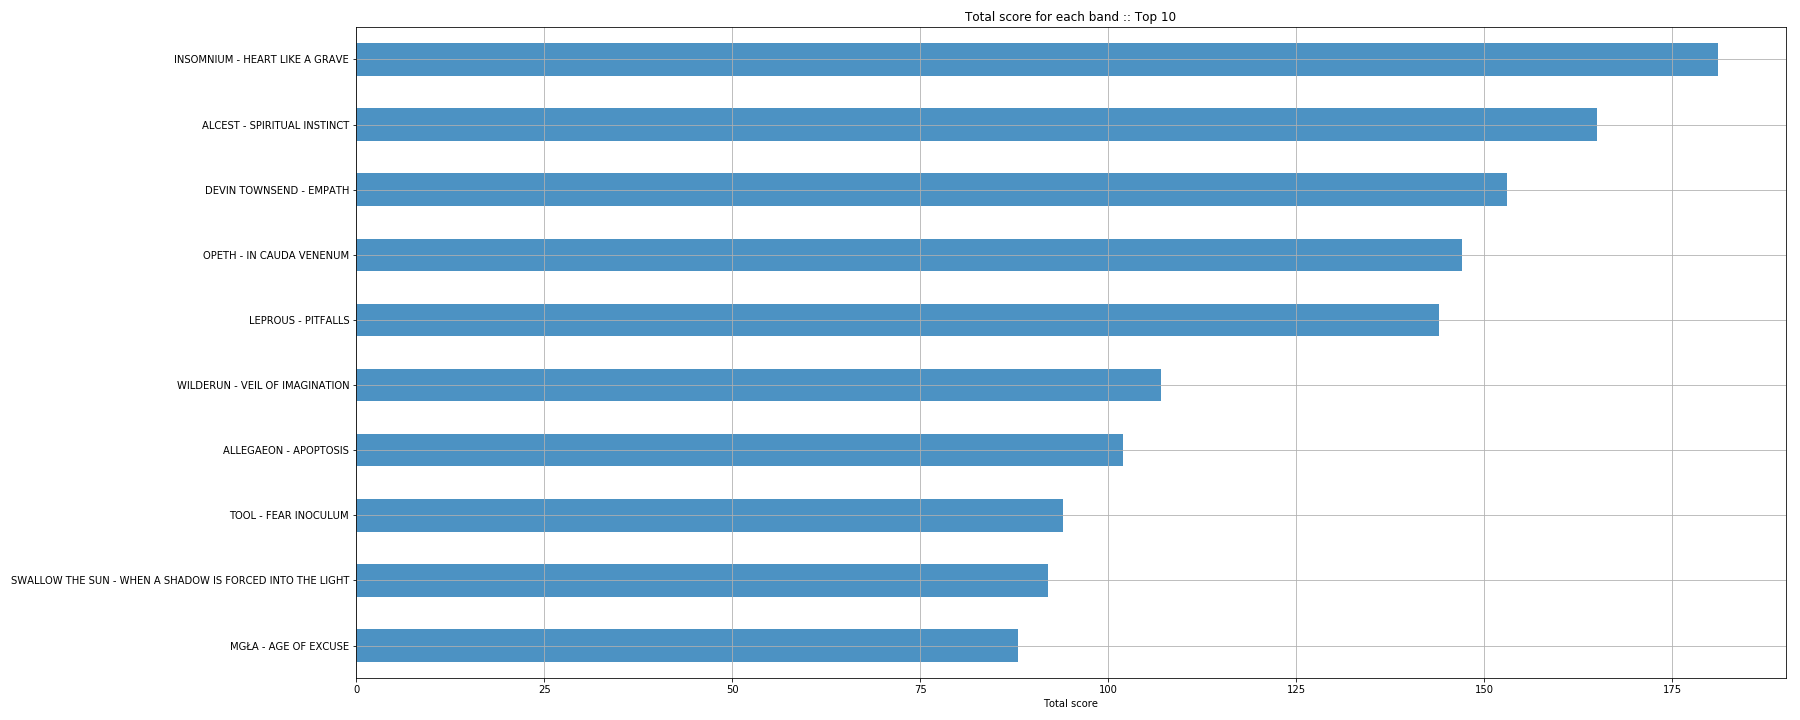 Total score for each band :: Top 10
INSOMNIUM - HEART LIKE A GRAVE
ALCEST - SPIRITUAL INSTINCT
DEVIN TOWNSEND - EMPATH
OPETH - IN CAUDA VENENUM
LEPROUS - PITFALLS
WILDERUN - VEIL OF IMAGINATION
ALLEGAEON - APOPTOSIS
TOOL - FEAR INOCULUM
SWALLOW THE SUN - WHEN A SHADOW IS FORCED INTO THE LIGHT
MGŁA - AGE OF EXCUSE
0 25 50 75 100 125 150 175
Total score